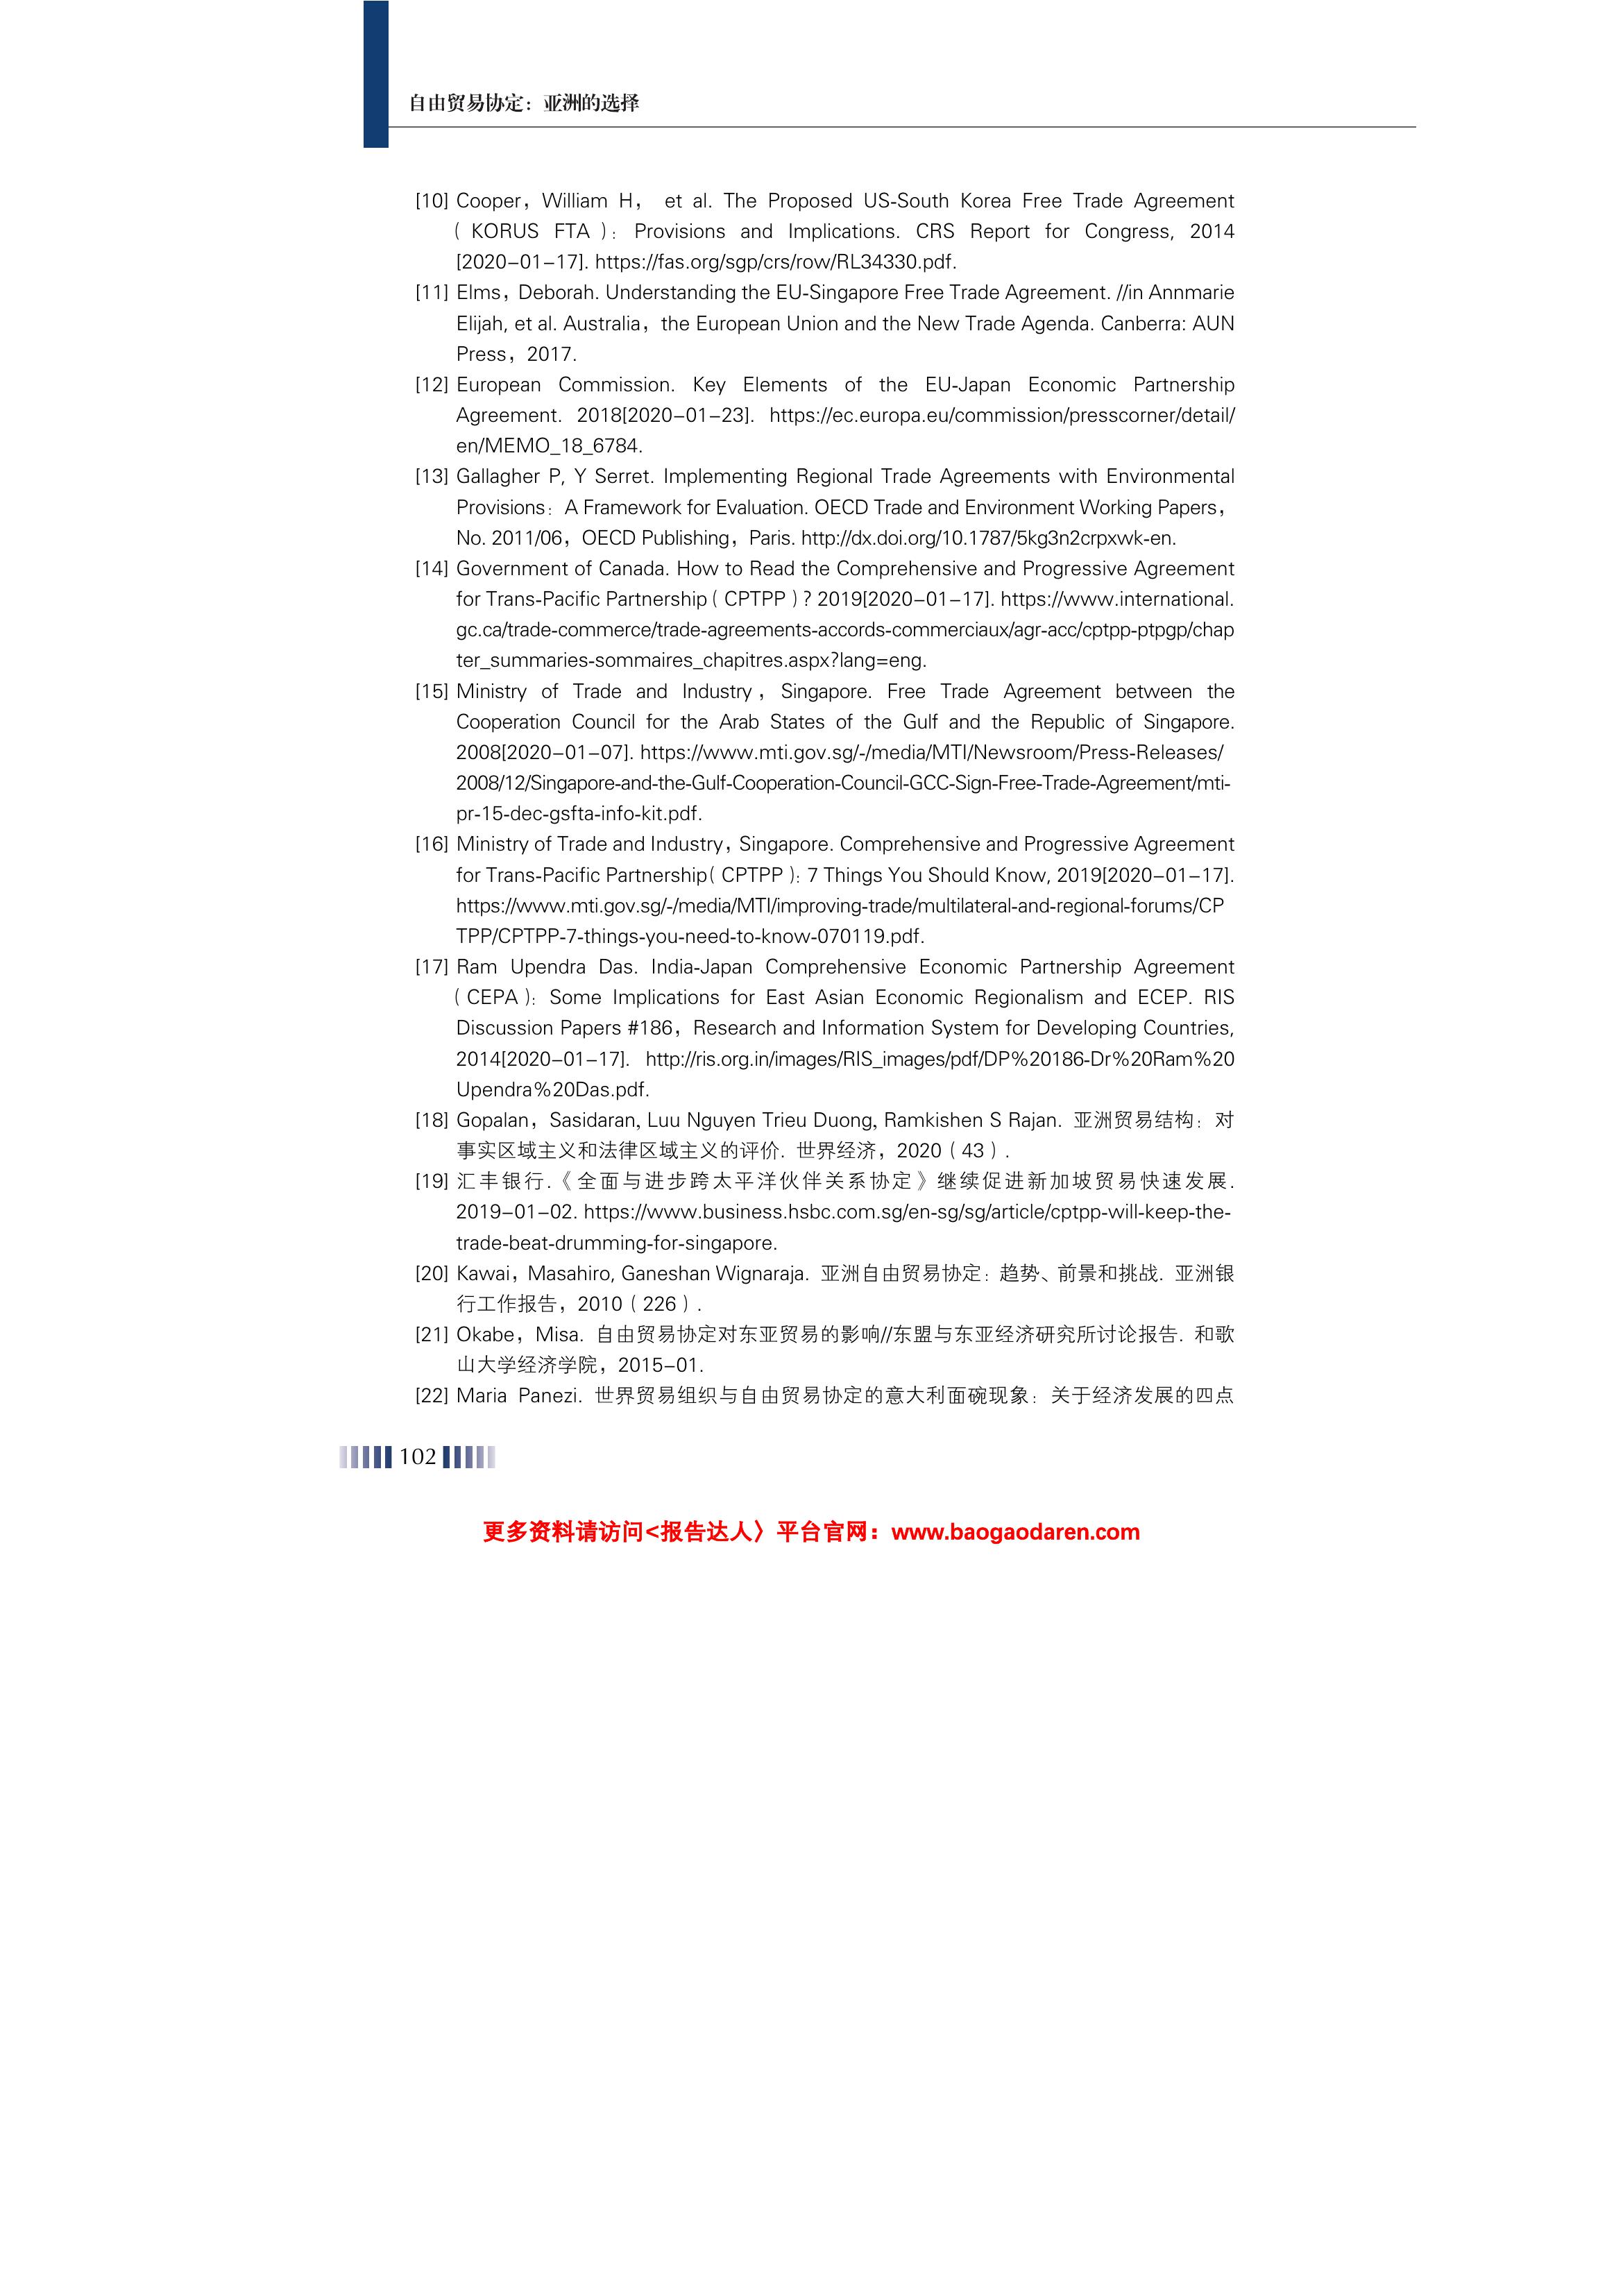 自由贸易协定：亚洲的选择
[10] Cooper，William H， et al. The Proposed US-South Korea Free Trade Agreement
（KORUS FTA）：Provisions and Implications. CRS Report for Congress, 2014
[2020–01–17]. https://fas.org/sgp/crs/row/RL34330.pdf.
[11] Elms，Deborah. Understanding the EU-Singapore Free Trade Agreement. //in Annmarie
Elijah, et al. Australia，the European Union and the New Trade Agenda. Canberra: AUN
Press，2017.
[12] European Commission. Key Elements of the EU-Japan Economic Partnership
Agreement. 2018[2020–01–23]. https://ec.europa.eu/commission/presscorner/detail/
en/MEMO_18_6784.
[13] Gallagher P, Y Serret. Implementing Regional Trade Agreements with Environmental
Provisions：A Framework for Evaluation. OECD Trade and Environment Working Papers，
No. 2011/06，OECD Publishing，Paris. http://dx.doi.org/10.1787/5kg3n2crpxwk-en.
[14] Government of Canada. How to Read the Comprehensive and Progressive Agreement
for Trans-Pacific Partnership（CPTPP）? 2019[2020–01–17]. https://www.international.
gc.ca/trade-commerce/trade-agreements-accords-commerciaux/agr-acc/cptpp-ptpgp/chap
ter_summaries-sommaires_chapitres.aspx?lang=eng.
[15] Ministry of Trade and Industry，Singapore. Free Trade Agreement between the
Cooperation Council for the Arab States of the Gulf and the Republic of Singapore.
2008[2020–01–07]. https://www.mti.gov.sg/-/media/MTI/Newsroom/Press-Releases/
2008/12/Singapore-and-the-Gulf-Cooperation-Council-GCC-Sign-Free-Trade-Agreement/mti-
pr-15-dec-gsfta-info-kit.pdf.
[16] Ministry of Trade and Industry，Singapore. Comprehensive and Progressive Agreement
for Trans-Pacific Partnership（CPTPP）：7 Things You Should Know, 2019[2020–01–17].
https://www.mti.gov.sg/-/media/MTI/improving-trade/multilateral-and-regional-forums/CP
TPP/CPTPP-7-things-you-need-to-know-070119.pdf.
[17] Ram Upendra Das. India-Japan Comprehensive Economic Partnership Agreement
（CEPA）：Some Implications for East Asian Economic Regionalism and ECEP. RIS
Discussion Papers #186，Research and Information System for Developing Countries,
2014[2020–01–17]. http://ris.org.in/images/RIS_images/pdf/DP%20186-Dr%20Ram%20
Upendra%20Das.pdf.
[18] Gopalan，Sasidaran, Luu Nguyen Trieu Duong, Ramkishen S Rajan. 亚洲贸易结构：对
事实区域主义和法律区域主义的评价. 世界经济，2020（43）.
[19] 汇丰银行.《全面与进步跨太平洋伙伴关系协定》继续促进新加坡贸易快速发展.
2019–01–02. https://www.business.hsbc.com.sg/en-sg/sg/article/cptpp-will-keep-the-
trade-beat-drumming-for-singapore.
[20] Kawai，Masahiro, Ganeshan Wignaraja. 亚洲自由贸易协定：趋势、前景和挑战. 亚洲银
行工作报告，2010（226）.
[21] Okabe，Misa. 自由贸易协定对东亚贸易的影响//东盟与东亚经济研究所讨论报告. 和歌
山大学经济学院，2015–01.
[22] Maria Panezi. 世界贸易组织与自由贸易协定的意大利面碗现象：关于经济发展的四点
102
更多资料请访问<报告达人〉平台官网：www.baogaodaren.com